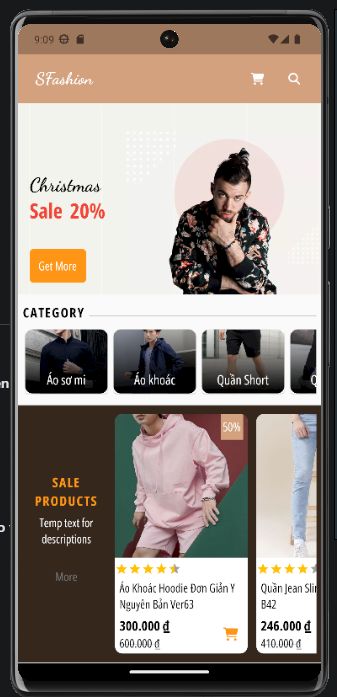 9:09
SFashion
Christmas
Sale 20%
Get More
CATEGORY
Áo sơ mi
Áo khoác
Quần Short
50%
SALE
PRODUCTS
Temp text for
descriptions
More
Áo Khoác Hoodie Đơn Giản Y
Nguyên Bản Ver63
300.000 ₫
600.000 ₫
Quần Jean Slim
B42
246.000 ₫
410.000 ₫